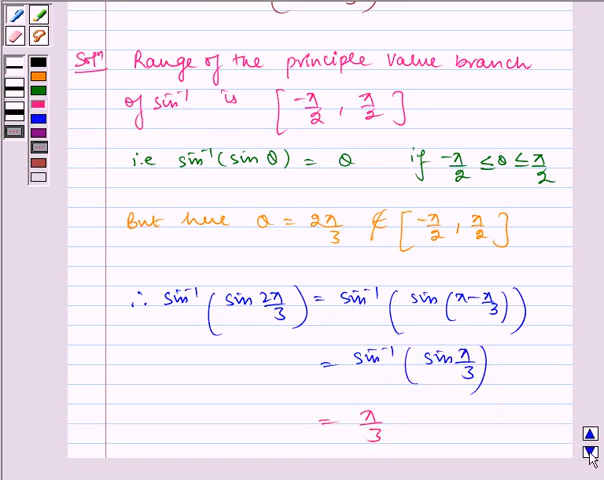 Solⁿ Range of the principle value branch
of sin⁻¹ is [-π/2, π/2]
i.e sin⁻¹(sin θ) = θ if -π/2 ≤ θ ≤ π/2
But here θ = 2π/3 ∉ [-π/2, π/2]
∴ sin⁻¹(sin 2π/3) = sin⁻¹(sin(π-π/3))
= sin⁻¹(sin π/3)
= π/3